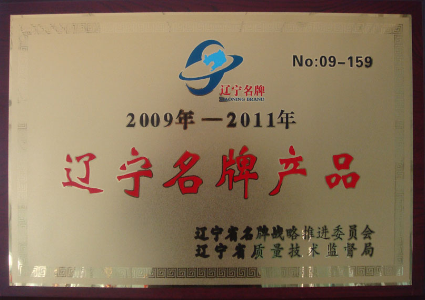 No:09-159
辽宁名牌
LIAONING BRAND
2009年—2011年
辽宁名牌产品
辽宁省名牌战略推进委员会
辽宁省质量技术监督局